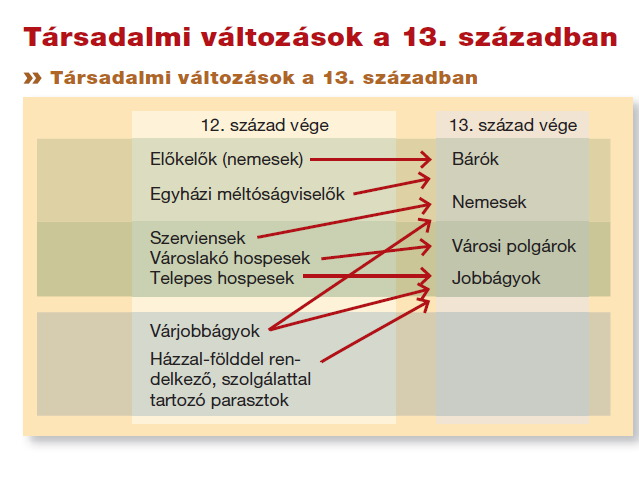 Társadalmi változások a 13. században
» Társadalmi változások a 13. században
12. század vége
13. század vége
Előkelők (nemesek)
Bárók
Egyházi méltóságviselők
Nemesek
Szerviensek
Városlakó hospesek
Városi polgárok
Telepes hospesek
Jobbágyok
Várjobbágyok
Házzal-földdel ren-
delkező, szolgálattal
tartozó parasztok